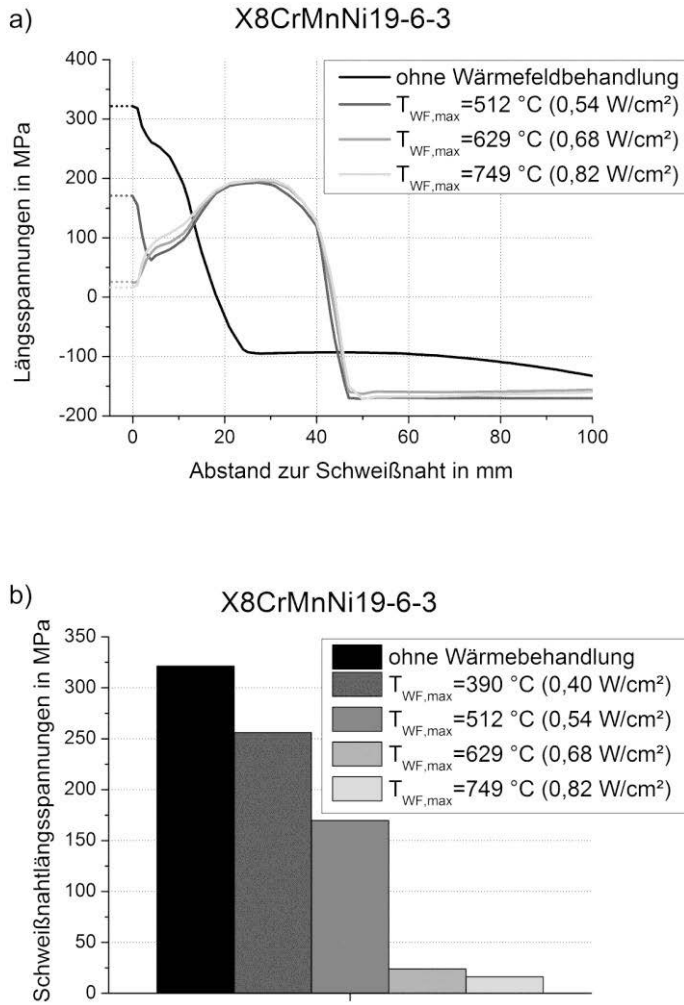 a)
X8CrMnNi19-6-3
Längsspannungen in MPa
400
300
200
100
0
-100
-200
ohne Wärmefeldbehandlung
T_WF,max=512 °C (0,54 W/cm²)
T_WF,max=629 °C (0,68 W/cm²)
T_WF,max=749 °C (0,82 W/cm²)
0 20 40 60 80 100
Abstand zur Schweißnaht in mm
b)
X8CrMnNi19-6-3
Schweißnahtlängsspannungen in MPa
350
300
250
200
150
100
50
0
ohne Wärmebehandlung
T_WF,max=390 °C (0,40 W/cm²)
T_WF,max=512 °C (0,54 W/cm²)
T_WF,max=629 °C (0,68 W/cm²)
T_WF,max=749 °C (0,82 W/cm²)